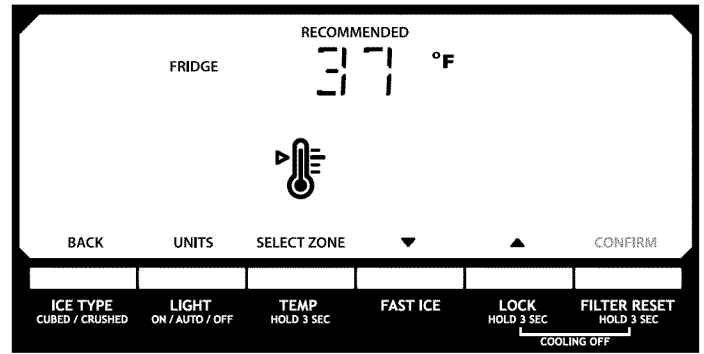 RECOMMENDED
FRIDGE 37 °F
BACK UNITS SELECT ZONE ▼ ▲ CONFIRM
ICE TYPE LIGHT TEMP FAST ICE LOCK FILTER RESET
CUBED / CRUSHED ON / AUTO / OFF HOLD 3 SEC HOLD 3 SEC HOLD 3 SEC
COOLING OFF